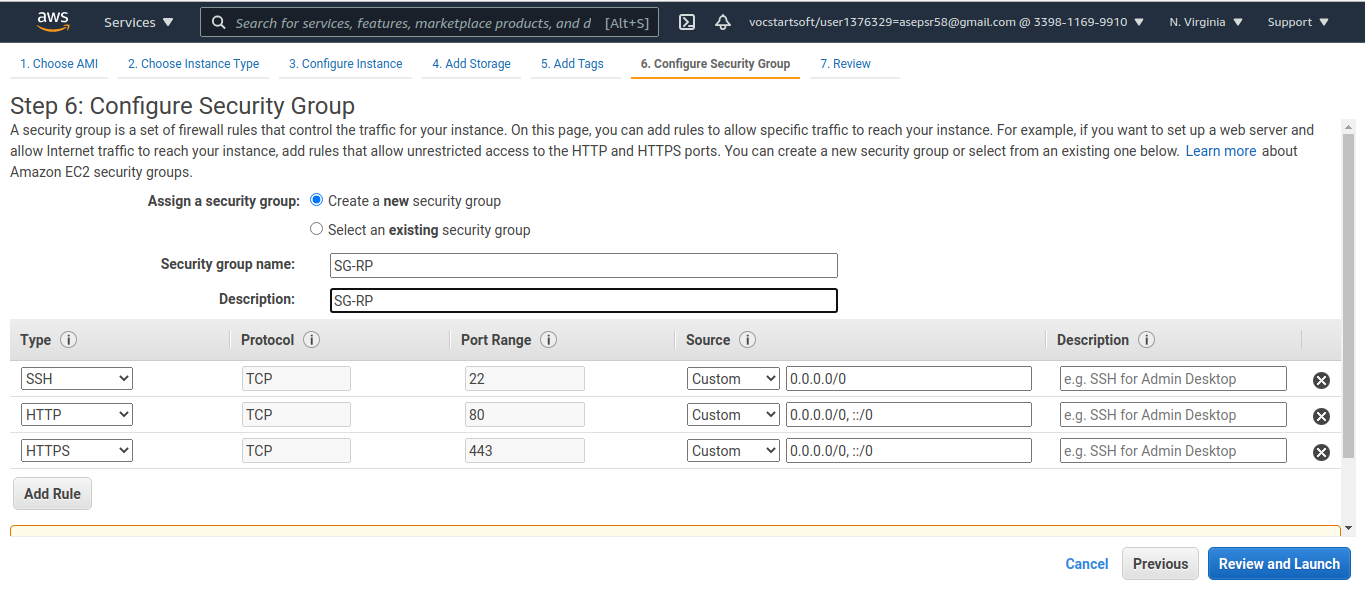 aws Services Search for services, features, marketplace products, and d [Alt+S] vocstartsoft/user1376329=asepsr58@gmail.com @ 3398-1169-9910 N. Virginia Support
1. Choose AMI 2. Choose Instance Type 3. Configure Instance 4. Add Storage 5. Add Tags 6. Configure Security Group 7. Review
Step 6: Configure Security Group
A security group is a set of firewall rules that control the traffic for your instance. On this page, you can add rules to allow specific traffic to reach your instance. For example, if you want to set up a web server and
allow Internet traffic to reach your instance, add rules that allow unrestricted access to the HTTP and HTTPS ports. You can create a new security group or select from an existing one below. Learn more about
Amazon EC2 security groups.
Assign a security group: Create a new security group
Select an existing security group
Security group name: SG-RP
Description: SG-RP
Type i Protocol i Port Range i Source i Description i
SSH TCP 22 Custom 0.0.0.0/0 e.g. SSH for Admin Desktop
HTTP TCP 80 Custom 0.0.0.0/0, ::/0 e.g. SSH for Admin Desktop
HTTPS TCP 443 Custom 0.0.0.0/0, ::/0 e.g. SSH for Admin Desktop
Add Rule
Cancel Previous Review and Launch